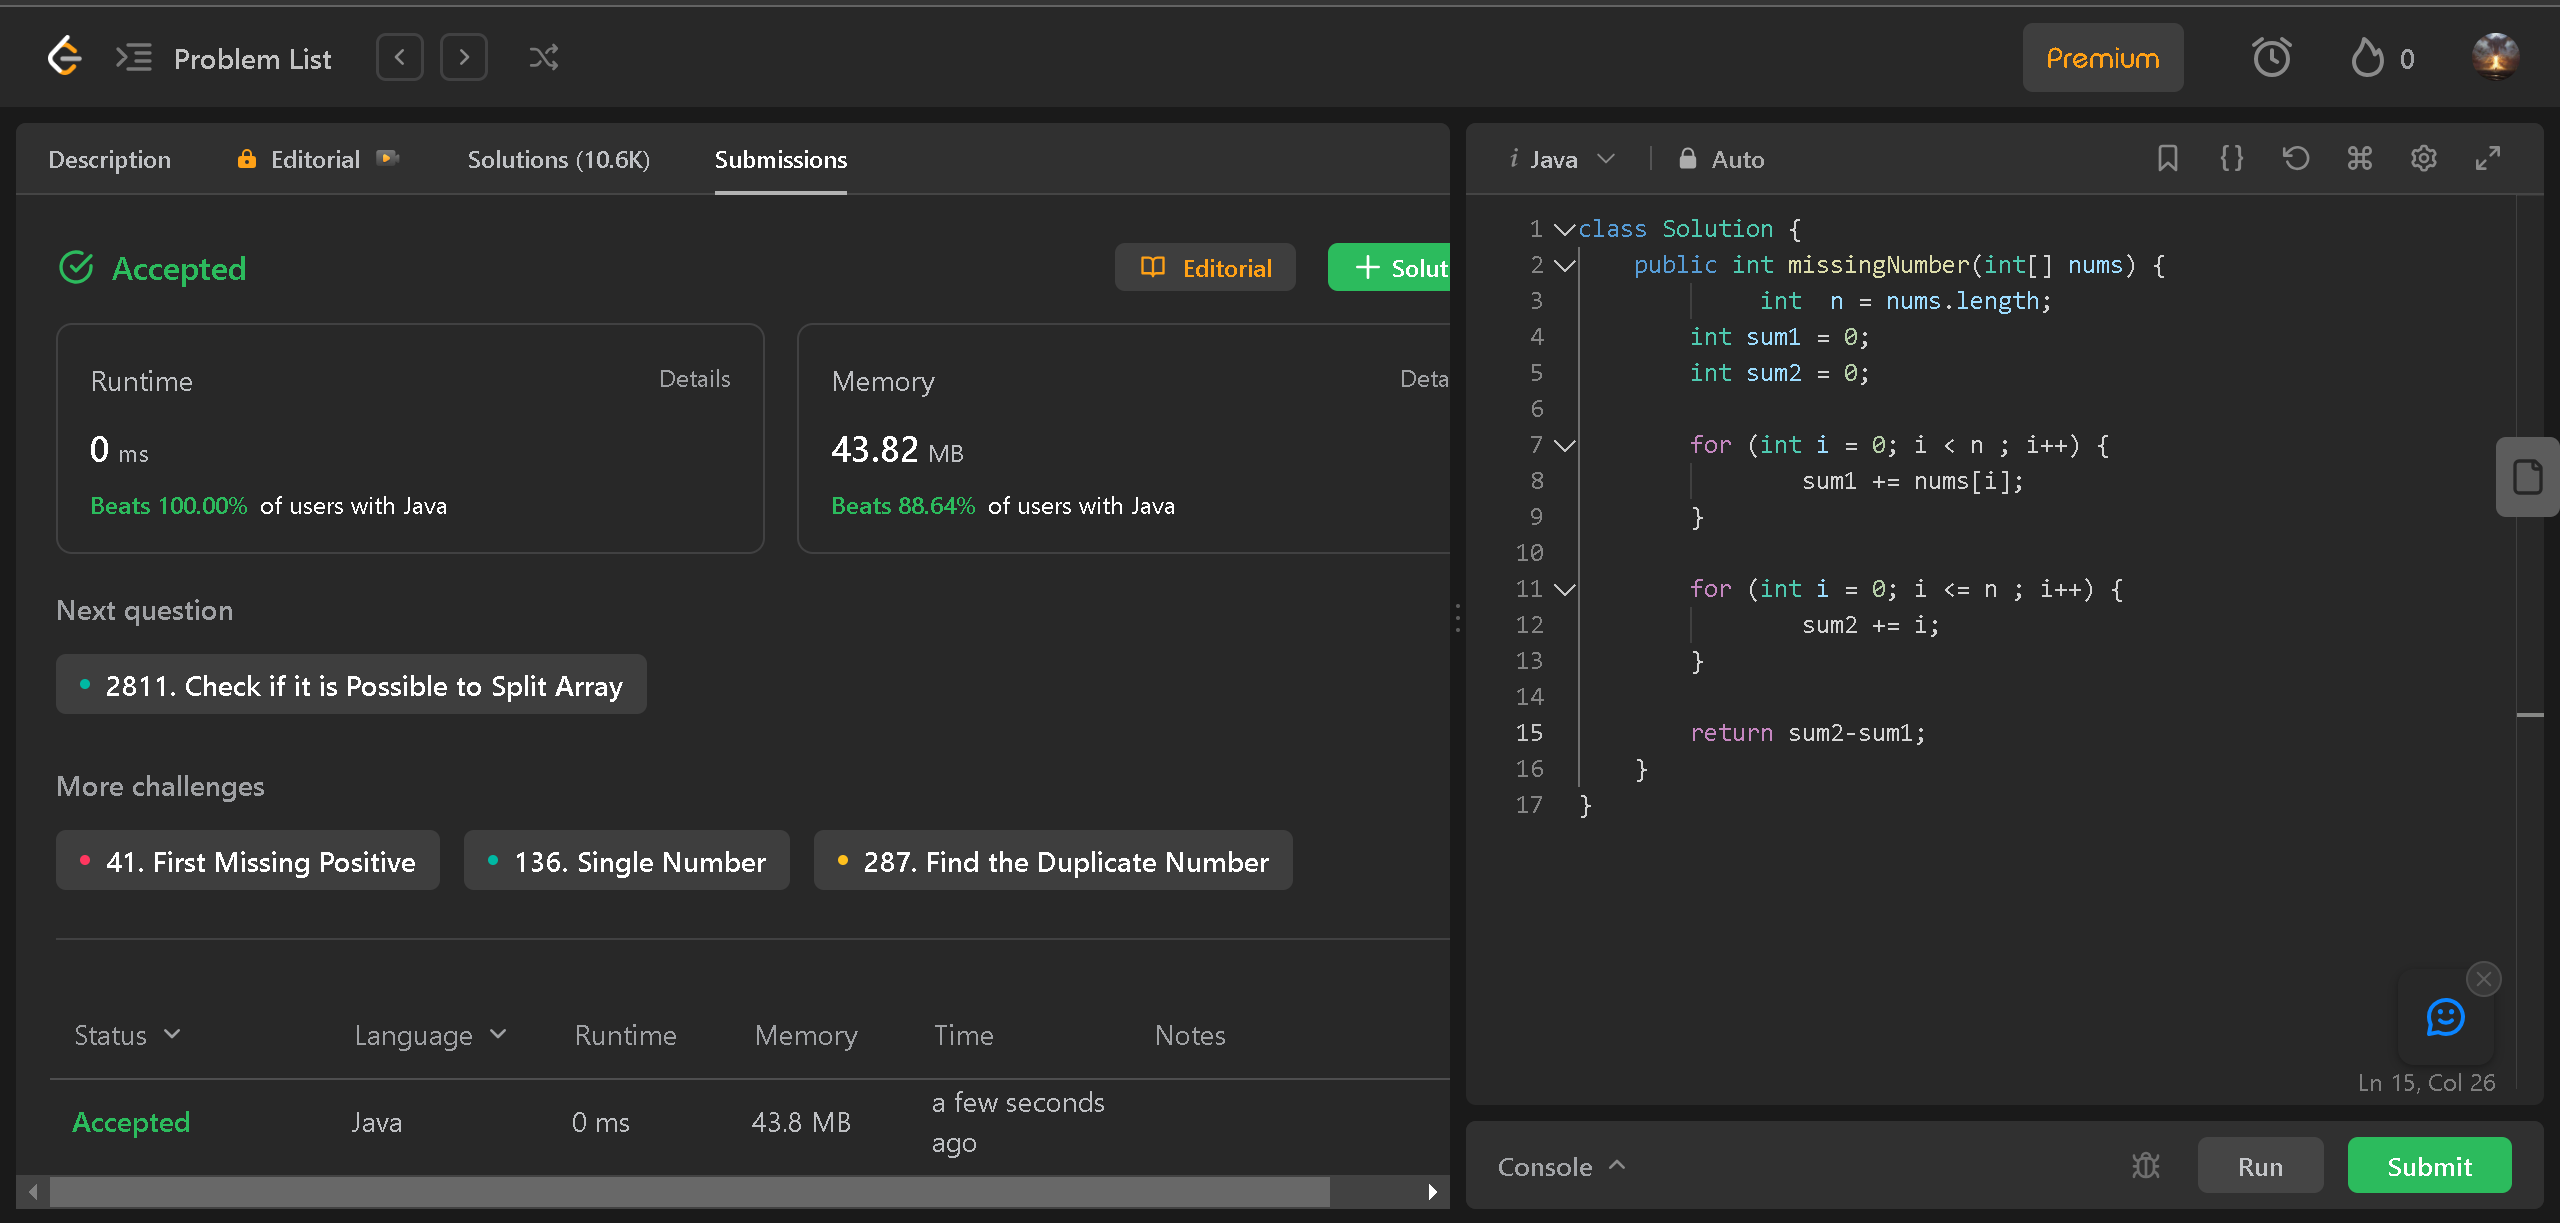 Problem List
Premium
0
Description
Editorial
Solutions (10.6K)
Submissions
Accepted
Editorial
+ Solut
Runtime
Details
0 ms
Beats 100.00% of users with Java
Memory
Deta
43.82 MB
Beats 88.64% of users with Java
Next question
2811. Check if it is Possible to Split Array
More challenges
41. First Missing Positive
136. Single Number
287. Find the Duplicate Number
Status Language Runtime Memory Time Notes
Accepted Java 0 ms 43.8 MB a few seconds
ago
i Java
Auto
{}
1 class Solution {
2 public int missingNumber(int[] nums) {
3 int  n = nums.length;
4 int sum1 = 0;
5 int sum2 = 0;
6
7 for (int i = 0; i < n ; i++) {
8 sum1 += nums[i];
9 }
10
11 for (int i = 0; i <= n ; i++) {
12 sum2 += i;
13 }
14
15 return sum2-sum1;
16 }
17 }
Ln 15, Col 26
Console
Run
Submit